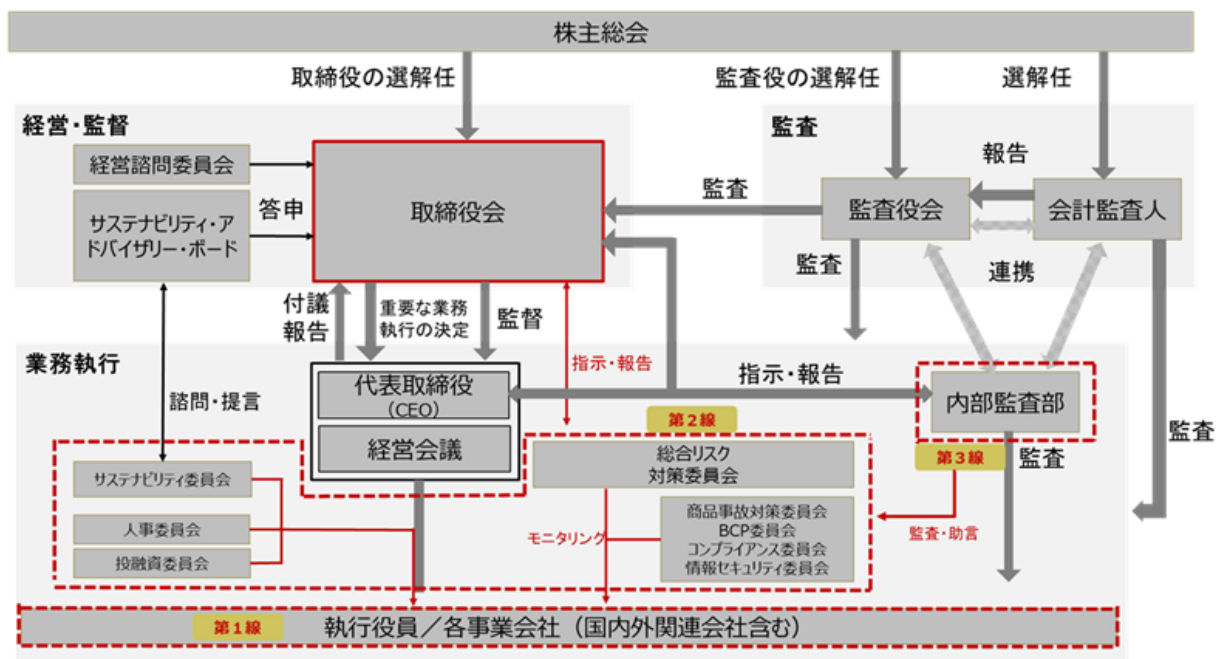 株主総会
取締役の選解任
監査役の選解任
選解任
経営・監督
監査
経営諮問委員会
サステナビリティ・ア
ドバイザリー・ボード
答申
取締役会
監査
監査役会
報告
会計監査人
監査
連携
付議
報告
重要な業務
執行の決定
監督
指示・報告
業務執行
諮問・提言
代表取締役
（CEO）
経営会議
指示・報告
内部監査部
第2線
第3線
監査
監査
総合リスク
対策委員会
サステナビリティ委員会
人事委員会
投融資委員会
モニタリング
商品事故対策委員会
BCP委員会
コンプライアンス委員会
情報セキュリティ委員会
監査・助言
第1線
執行役員／各事業会社（国内外関連会社含む）